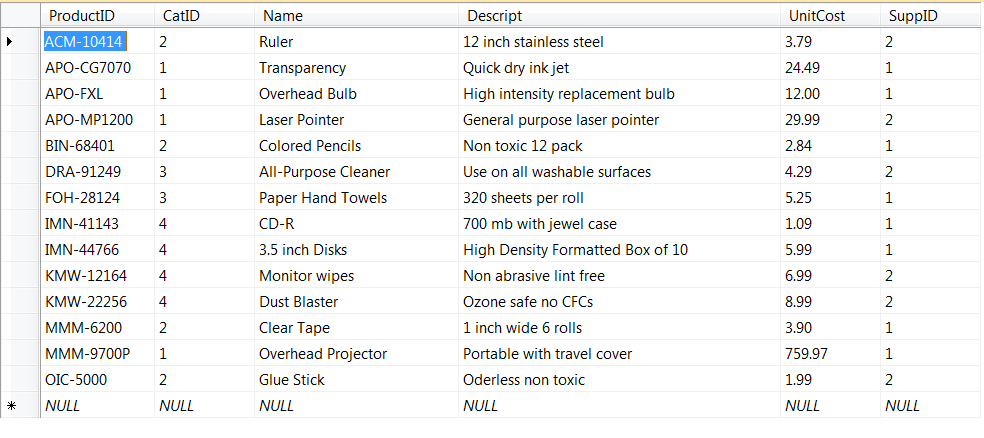 ProductID CatID Name Descript UnitCost SuppID
ACM-10414 2 Ruler 12 inch stainless steel 3.79 2
APO-CG7070 1 Transparency Quick dry ink jet 24.49 1
APO-FXL 1 Overhead Bulb High intensity replacement bulb 12.00 1
APO-MP1200 1 Laser Pointer General purpose laser pointer 29.99 2
BIN-68401 2 Colored Pencils Non toxic 12 pack 2.84 1
DRA-91249 3 All-Purpose Cleaner Use on all washable surfaces 4.29 2
FOH-28124 3 Paper Hand Towels 320 sheets per roll 5.25 1
IMN-41143 4 CD-R 700 mb with jewel case 1.09 1
IMN-44766 4 3.5 inch Disks High Density Formatted Box of 10 5.99 1
KMW-12164 4 Monitor wipes Non abrasive lint free 6.99 2
KMW-22256 4 Dust Blaster Ozone safe no CFCs 8.99 2
MMM-6200 2 Clear Tape 1 inch wide 6 rolls 3.90 1
MMM-9700P 1 Overhead Projector Portable with travel cover 759.97 1
OIC-5000 2 Glue Stick Oderless non toxic 1.99 2
NULL NULL NULL NULL NULL NULL